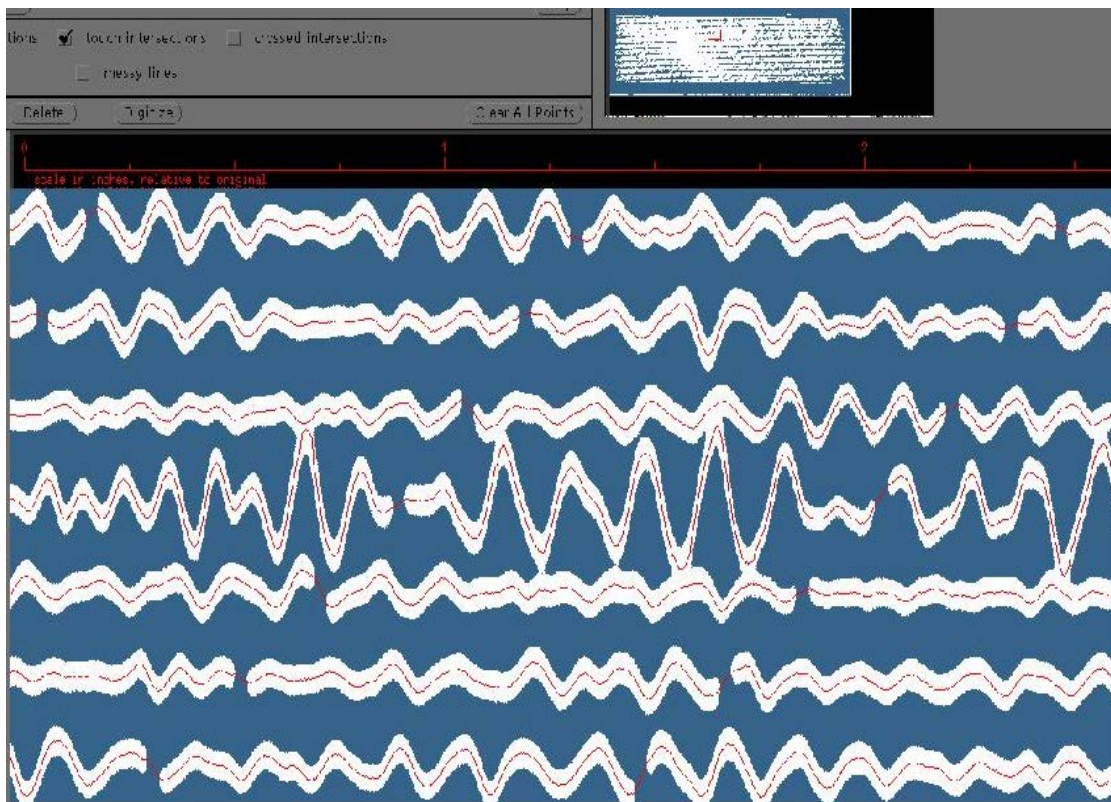 tions touch intersections crossed intersections
messy lines
Delete Digitize Clear All Points
0 1 2
scale in inches, relative to original